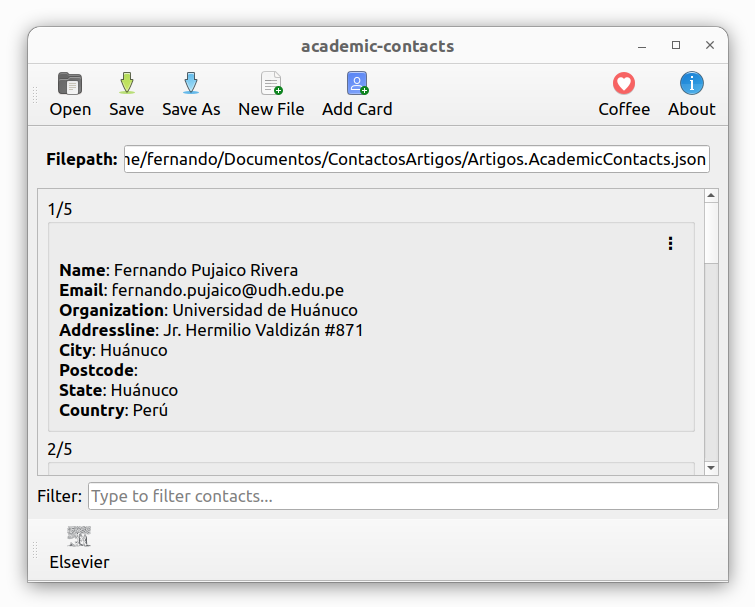 academic-contacts
Open Save Save As New File Add Card Coffee About
Filepath: ne/fernando/Documentos/ContactosArtigos/Artigos.AcademicContacts.json
1/5
Name: Fernando Pujaico Rivera
Email: fernando.pujaico@udh.edu.pe
Organization: Universidad de Huánuco
Addressline: Jr. Hermilio Valdizán #871
City: Huánuco
Postcode:
State: Huánuco
Country: Perú
2/5
Filter: Type to filter contacts...
Elsevier